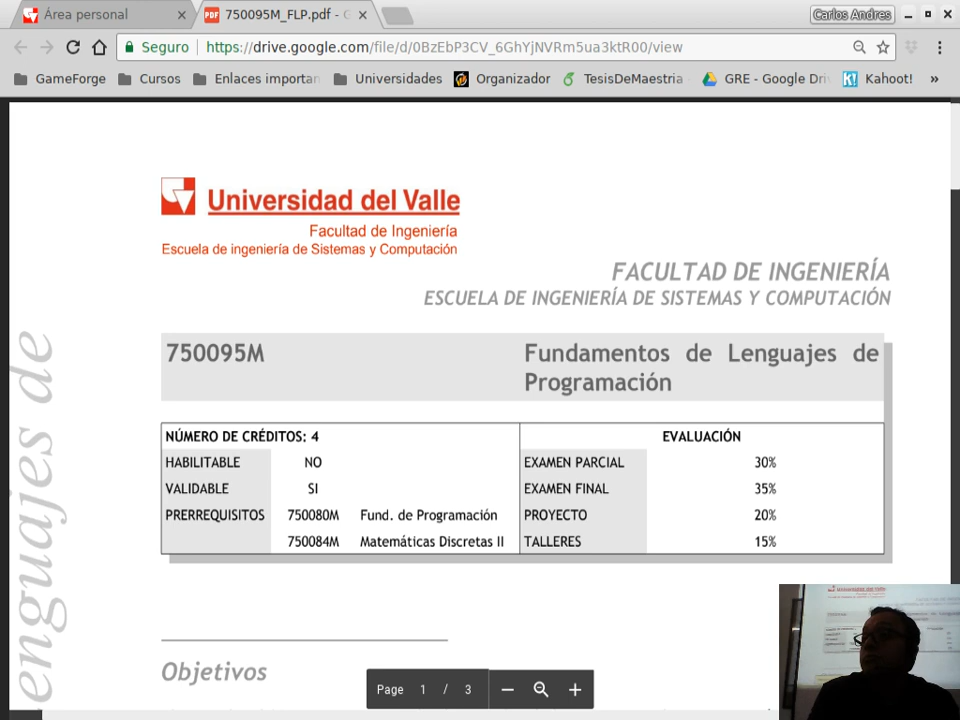 Área personal
750095M_FLP.pdf - G
Carlos Andres
Seguro
https://drive.google.com/file/d/0BzEbP3CV_6GhYjNVRm5ua3ktR00/view
GameForge
Cursos
Enlaces importan
Universidades
Organizador
TesisDeMaestria
GRE - Google Dri
Kahoot!
»
Universidad del Valle
Facultad de Ingeniería
Escuela de ingeniería de Sistemas y Computación
FACULTAD DE INGENIERÍA
ESCUELA DE INGENIERÍA DE SISTEMAS Y COMPUTACIÓN
enguajes de
750095M
Fundamentos de Lenguajes de
Programación
NÚMERO DE CRÉDITOS: 4
EVALUACIÓN
HABILITABLE NO
EXAMEN PARCIAL 30%
VALIDABLE SI
EXAMEN FINAL 35%
PRERREQUISITOS 750080M Fund. de Programación
PROYECTO 20%
750084M Matemáticas Discretas II
TALLERES 15%
Objetivos
Page 1 / 3